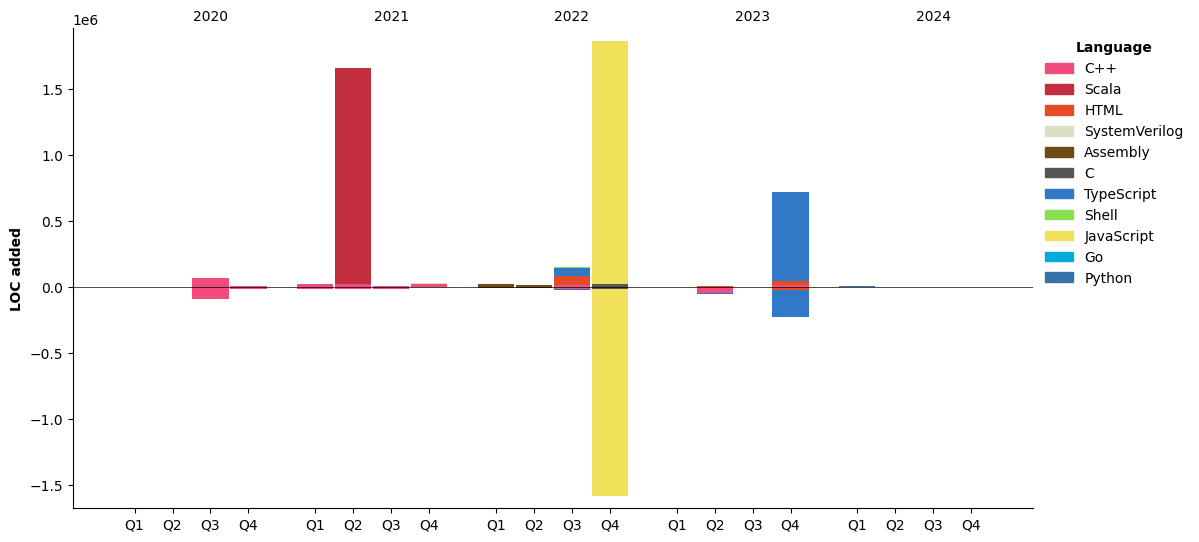 2020 2021 2022 2023 2024
1e6
Language
C++
Scala
HTML
SystemVerilog
Assembly
C
TypeScript
Shell
JavaScript
Go
Python
LOC added
1.5
1.0
0.5
0.0
−0.5
−1.0
−1.5
Q1 Q2 Q3 Q4 Q1 Q2 Q3 Q4 Q1 Q2 Q3 Q4 Q1 Q2 Q3 Q4 Q1 Q2 Q3 Q4